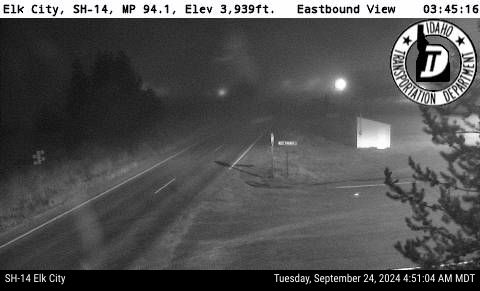 Elk City, SH-14, MP 94.1, Elev 3,939ft. Eastbound View 03:45:16
IDAHO
TRANSPORTATION DEPARTMENT
SH-14 Elk City Tuesday, September 24, 2024 4:51:04 AM MDT